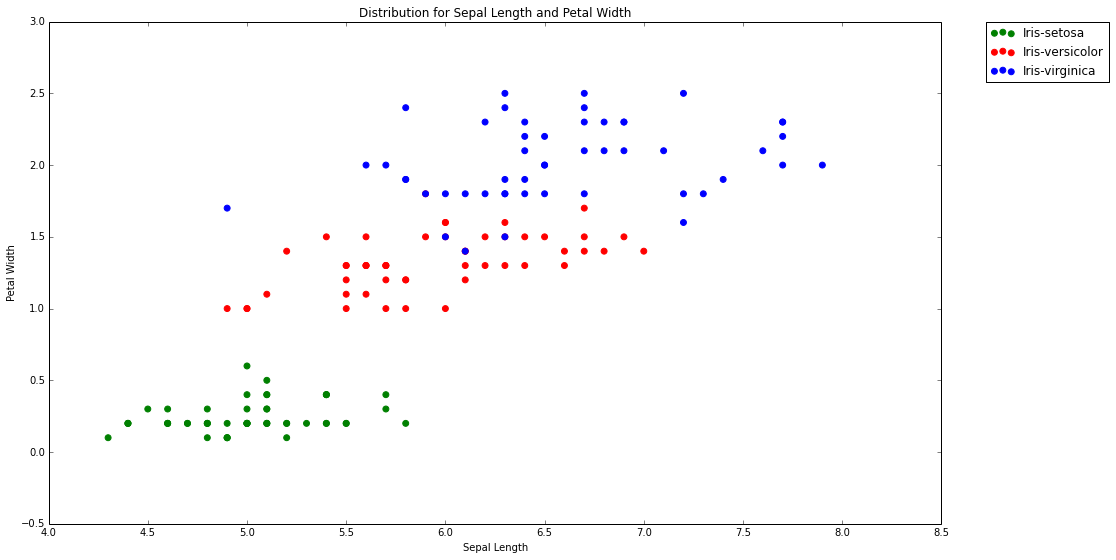 Distribution for Sepal Length and Petal Width
Iris-setosa
Iris-versicolor
Iris-virginica
Petal Width
3.0
2.5
2.0
1.5
1.0
0.5
0.0
−0.5
4.0 4.5 5.0 5.5 6.0 6.5 7.0 7.5 8.0 8.5
Sepal Length